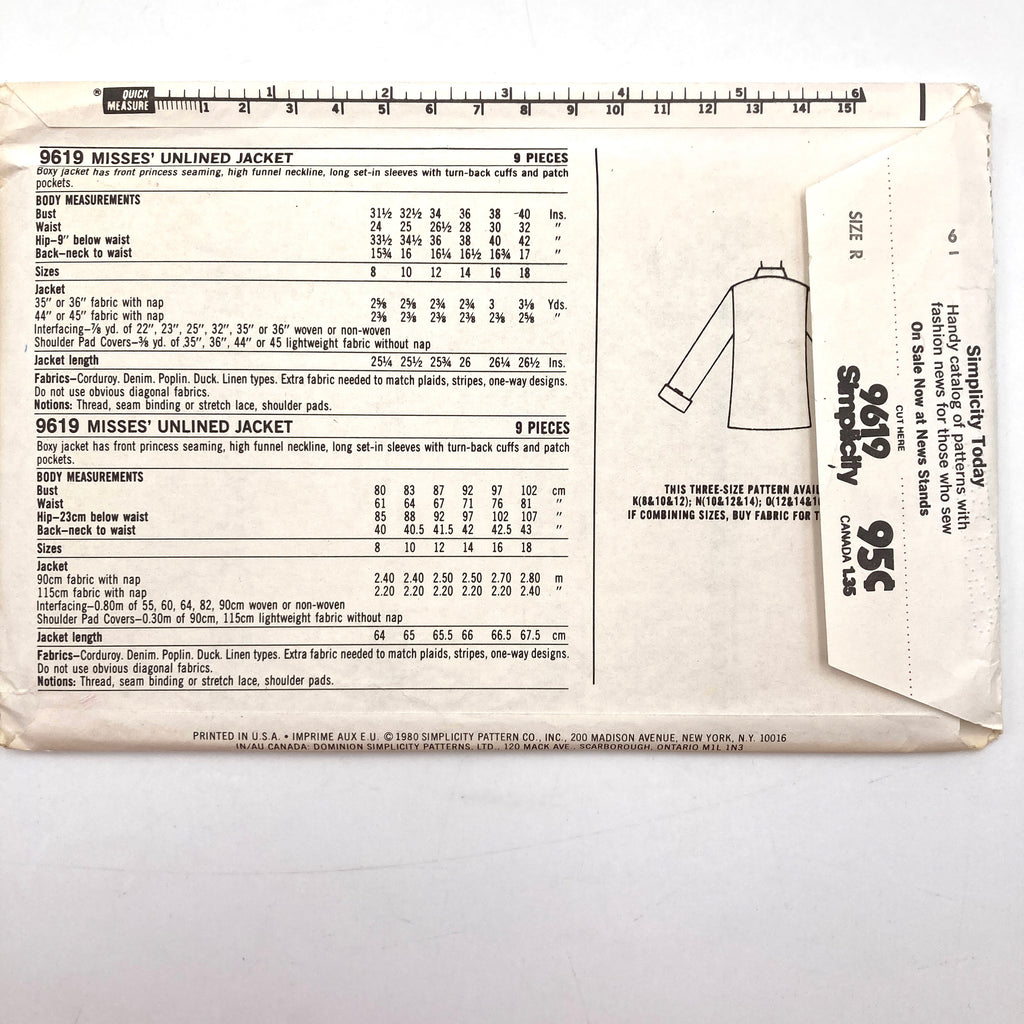 ® QUICK MEASURE
1 2 3 4 5 6
1 2 3 4 5 6 7 8 9 10 11 12 13 14 15
9619 MISSES' UNLINED JACKET 9 PIECES
Boxy jacket has front princess seaming, high funnel neckline, long set-in sleeves with turn-back cuffs and patch
pockets.
BODY MEASUREMENTS
Bust 31½ 32½ 34 36 38 40 Ins.
Waist 24 25 26½ 28 30 32 "
Hip–9" below waist 33½ 34½ 36 38 40 42 "
Back–neck to waist 15¾ 16 16¼ 16½ 16¾ 17 "
Sizes 8 10 12 14 16 18
Jacket
35" or 36" fabric with nap 2⅝ 2⅝ 2¾ 2¾ 3 3⅛ Yds.
44" or 45" fabric with nap 2⅜ 2⅜ 2⅜ 2⅜ 2⅜ 2⅝ "
Interfacing–⅞ yd. of 22", 23", 25", 32", 35" or 36" woven or non-woven
Shoulder Pad Covers–⅜ yd. of 35", 36", 44" or 45 lightweight fabric without nap
Jacket length 25¼ 25½ 25¾ 26 26¼ 26½ Ins.
Fabrics–Corduroy. Denim. Poplin. Duck. Linen types. Extra fabric needed to match plaids, stripes, one-way designs.
Do not use obvious diagonal fabrics.
Notions: Thread, seam binding or stretch lace, shoulder pads.
9619 MISSES' UNLINED JACKET 9 PIECES
Boxy jacket has front princess seaming, high funnel neckline, long set-in sleeves with turn-back cuffs and patch
pockets.
BODY MEASUREMENTS
Bust 80 83 87 92 97 102 cm
Waist 61 64 67 71 76 81 "
Hip–23cm below waist 85 88 92 97 102 107 "
Back–neck to waist 40 40.5 41.5 42 42.5 43 "
Sizes 8 10 12 14 16 18
Jacket
90cm fabric with nap 2.40 2.40 2.50 2.50 2.70 2.80 m
115cm fabric with nap 2.20 2.20 2.20 2.20 2.20 2.40 "
Interfacing–0.80m of 55, 60, 64, 82, 90cm woven or non-woven
Shoulder Pad Covers–0.30m of 90cm, 115cm lightweight fabric without nap
Jacket length 64 65 65.5 66 66.5 67.5 cm
Fabrics–Corduroy. Denim. Poplin. Duck. Linen types. Extra fabric needed to match plaids, stripes, one-way designs.
Do not use obvious diagonal fabrics.
Notions: Thread, seam binding or stretch lace, shoulder pads.
THIS THREE-SIZE PATTERN AVAI
K(8&10&12); N(10&12&14); O(12&14&1
IF COMBINING SIZES, BUY FABRIC FOR T
Simplicity Today
Handy catalog of patterns with
fashion news for those who sew
On Sale Now at News Stands
CUT HERE
6 1
SIZE R
9619 95¢
Simplicity CANADA 1.35
PRINTED IN U.S.A. • IMPRIME AUX E.U. © 1980 SIMPLICITY PATTERN CO., INC., 200 MADISON AVENUE, NEW YORK, N.Y. 10016
IN/AU CANADA: DOMINION SIMPLICITY PATTERNS, LTD., 120 MACK AVE., SCARBOROUGH, ONTARIO M1L 1N3